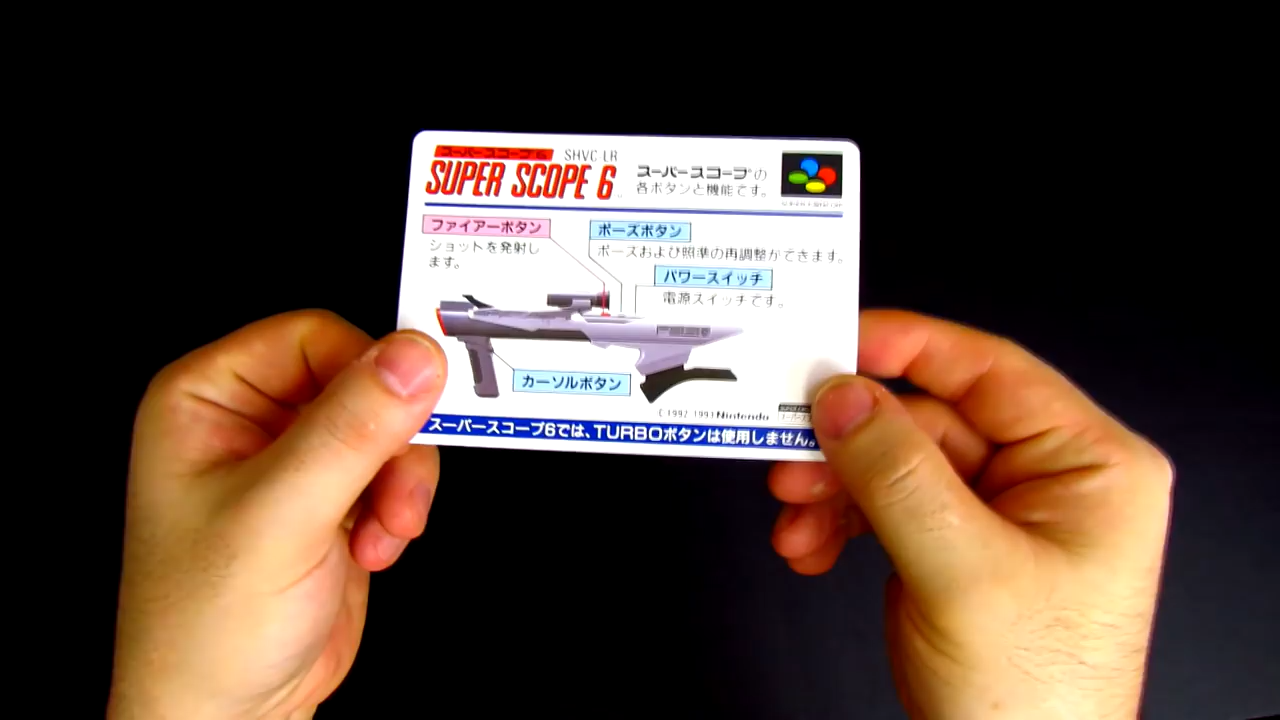 スーパースコープ6
SHVC-LR
SUPER SCOPE 6
スーパースコープの
各ボタンと機能です。
ファイアーボタン
ショットを発射し
ます。
ポーズボタン
ポーズおよび照準の再調整ができます。
パワースイッチ
電源スイッチです。
カーソルボタン
© 1992, 1993 Nintendo
スーパースコープ6では、TURBOボタンは使用しません。